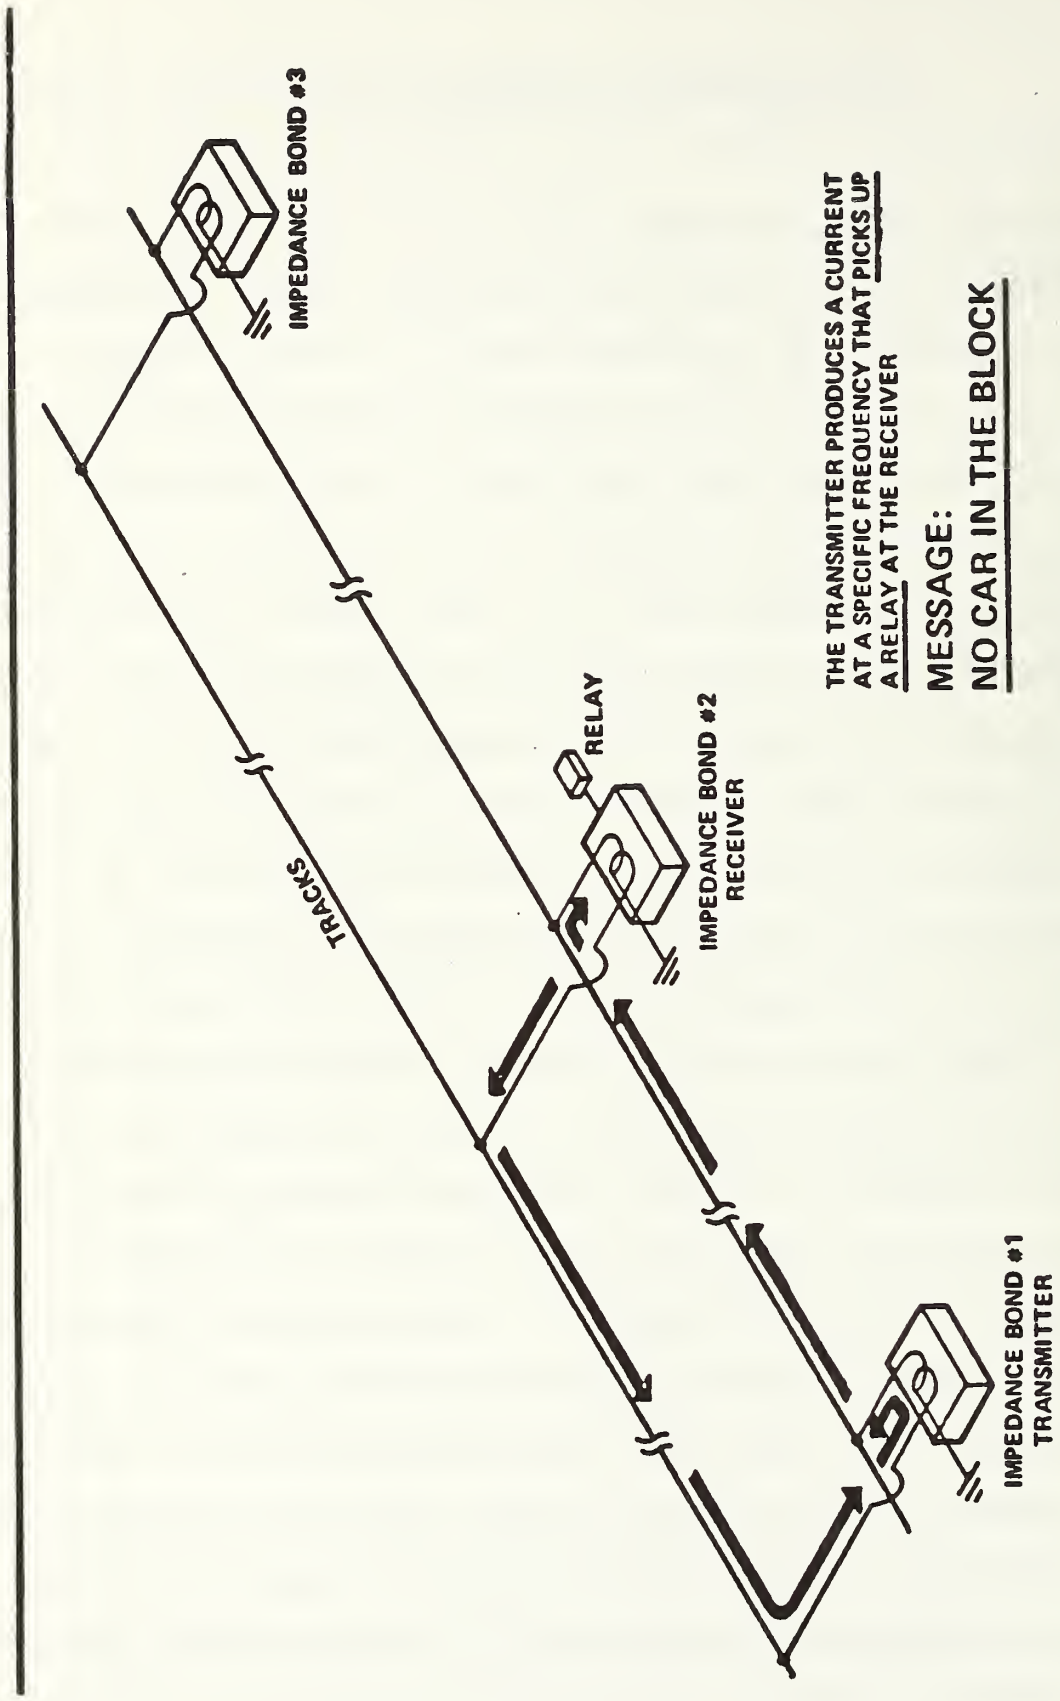 IMPEDANCE BOND #3
TRACKS
RELAY
IMPEDANCE BOND #2
RECEIVER
IMPEDANCE BOND #1
TRANSMITTER
THE TRANSMITTER PRODUCES A CURRENT
AT A SPECIFIC FREQUENCY THAT PICKS UP
A RELAY AT THE RECEIVER
MESSAGE:
NO CAR IN THE BLOCK